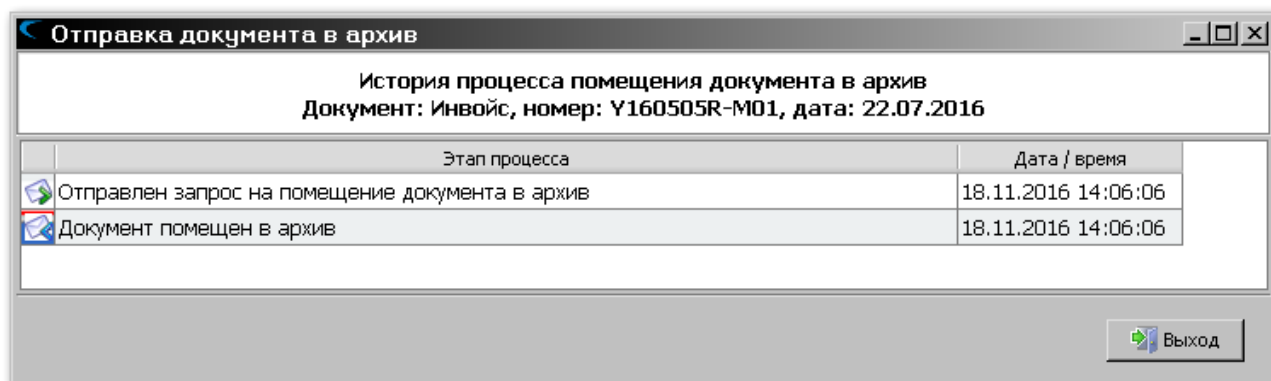 Отправка документа в архив
История процесса помещения документа в архив
Документ: Инвойс, номер: Y160505R-M01, дата: 22.07.2016
Этап процесса Дата / время
Отправлен запрос на помещение документа в архив 18.11.2016 14:06:06
Документ помещен в архив 18.11.2016 14:06:06
Выход